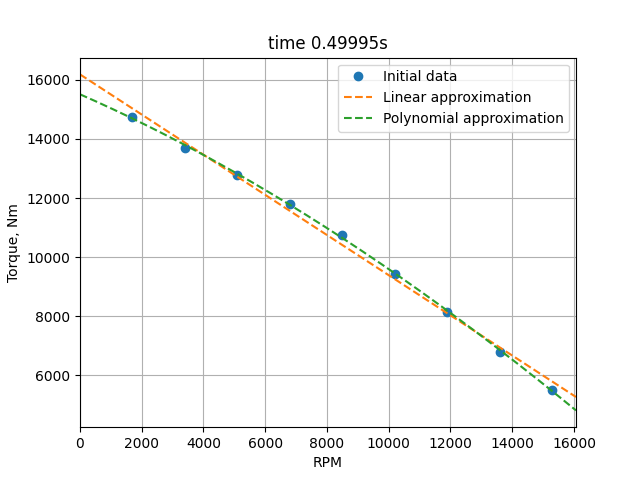 time 0.49995s
Initial data
Linear approximation
Polynomial approximation
Torque, Nm
16000
14000
12000
10000
8000
6000
0 2000 4000 6000 8000 10000 12000 14000 16000
RPM